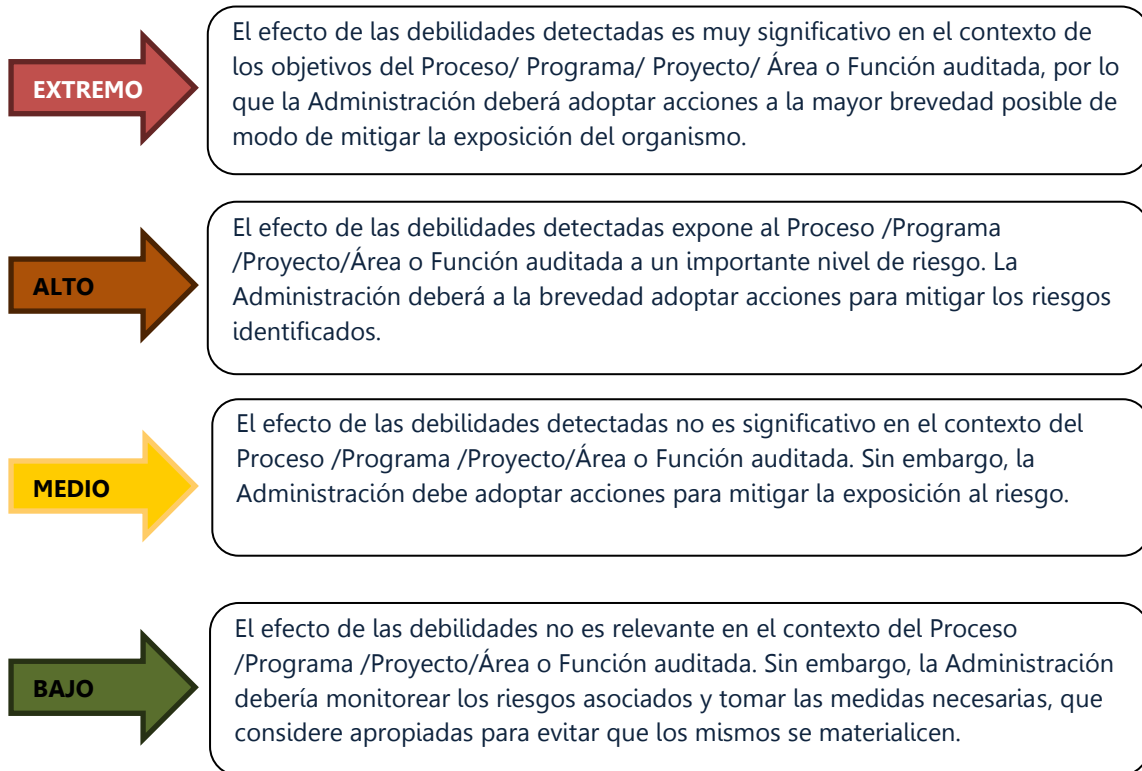 EXTREMO
El efecto de las debilidades detectadas es muy significativo en el contexto de
los objetivos del Proceso/ Programa/ Proyecto/ Área o Función auditada, por lo
que la Administración deberá adoptar acciones a la mayor brevedad posible de
modo de mitigar la exposición del organismo.
ALTO
El efecto de las debilidades detectadas expone al Proceso /Programa
/Proyecto/Área o Función auditada a un importante nivel de riesgo. La
Administración deberá a la brevedad adoptar acciones para mitigar los riesgos
identificados.
MEDIO
El efecto de las debilidades detectadas no es significativo en el contexto del
Proceso /Programa /Proyecto/Área o Función auditada. Sin embargo, la
Administración debe adoptar acciones para mitigar la exposición al riesgo.
BAJO
El efecto de las debilidades no es relevante en el contexto del Proceso
/Programa /Proyecto/Área o Función auditada. Sin embargo, la Administración
debería monitorear los riesgos asociados y tomar las medidas necesarias, que
considere apropiadas para evitar que los mismos se materialicen.